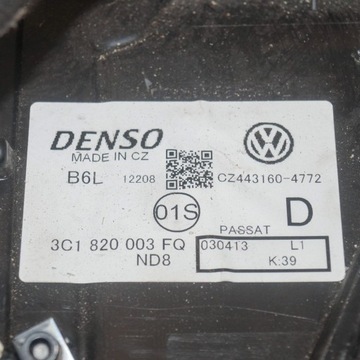 DENSO
MADE IN CZ
B6L 12208 CZ443160-4772
01S D
PASSAT
3C1 820 003 FQ 030413 L1
ND8 K:39